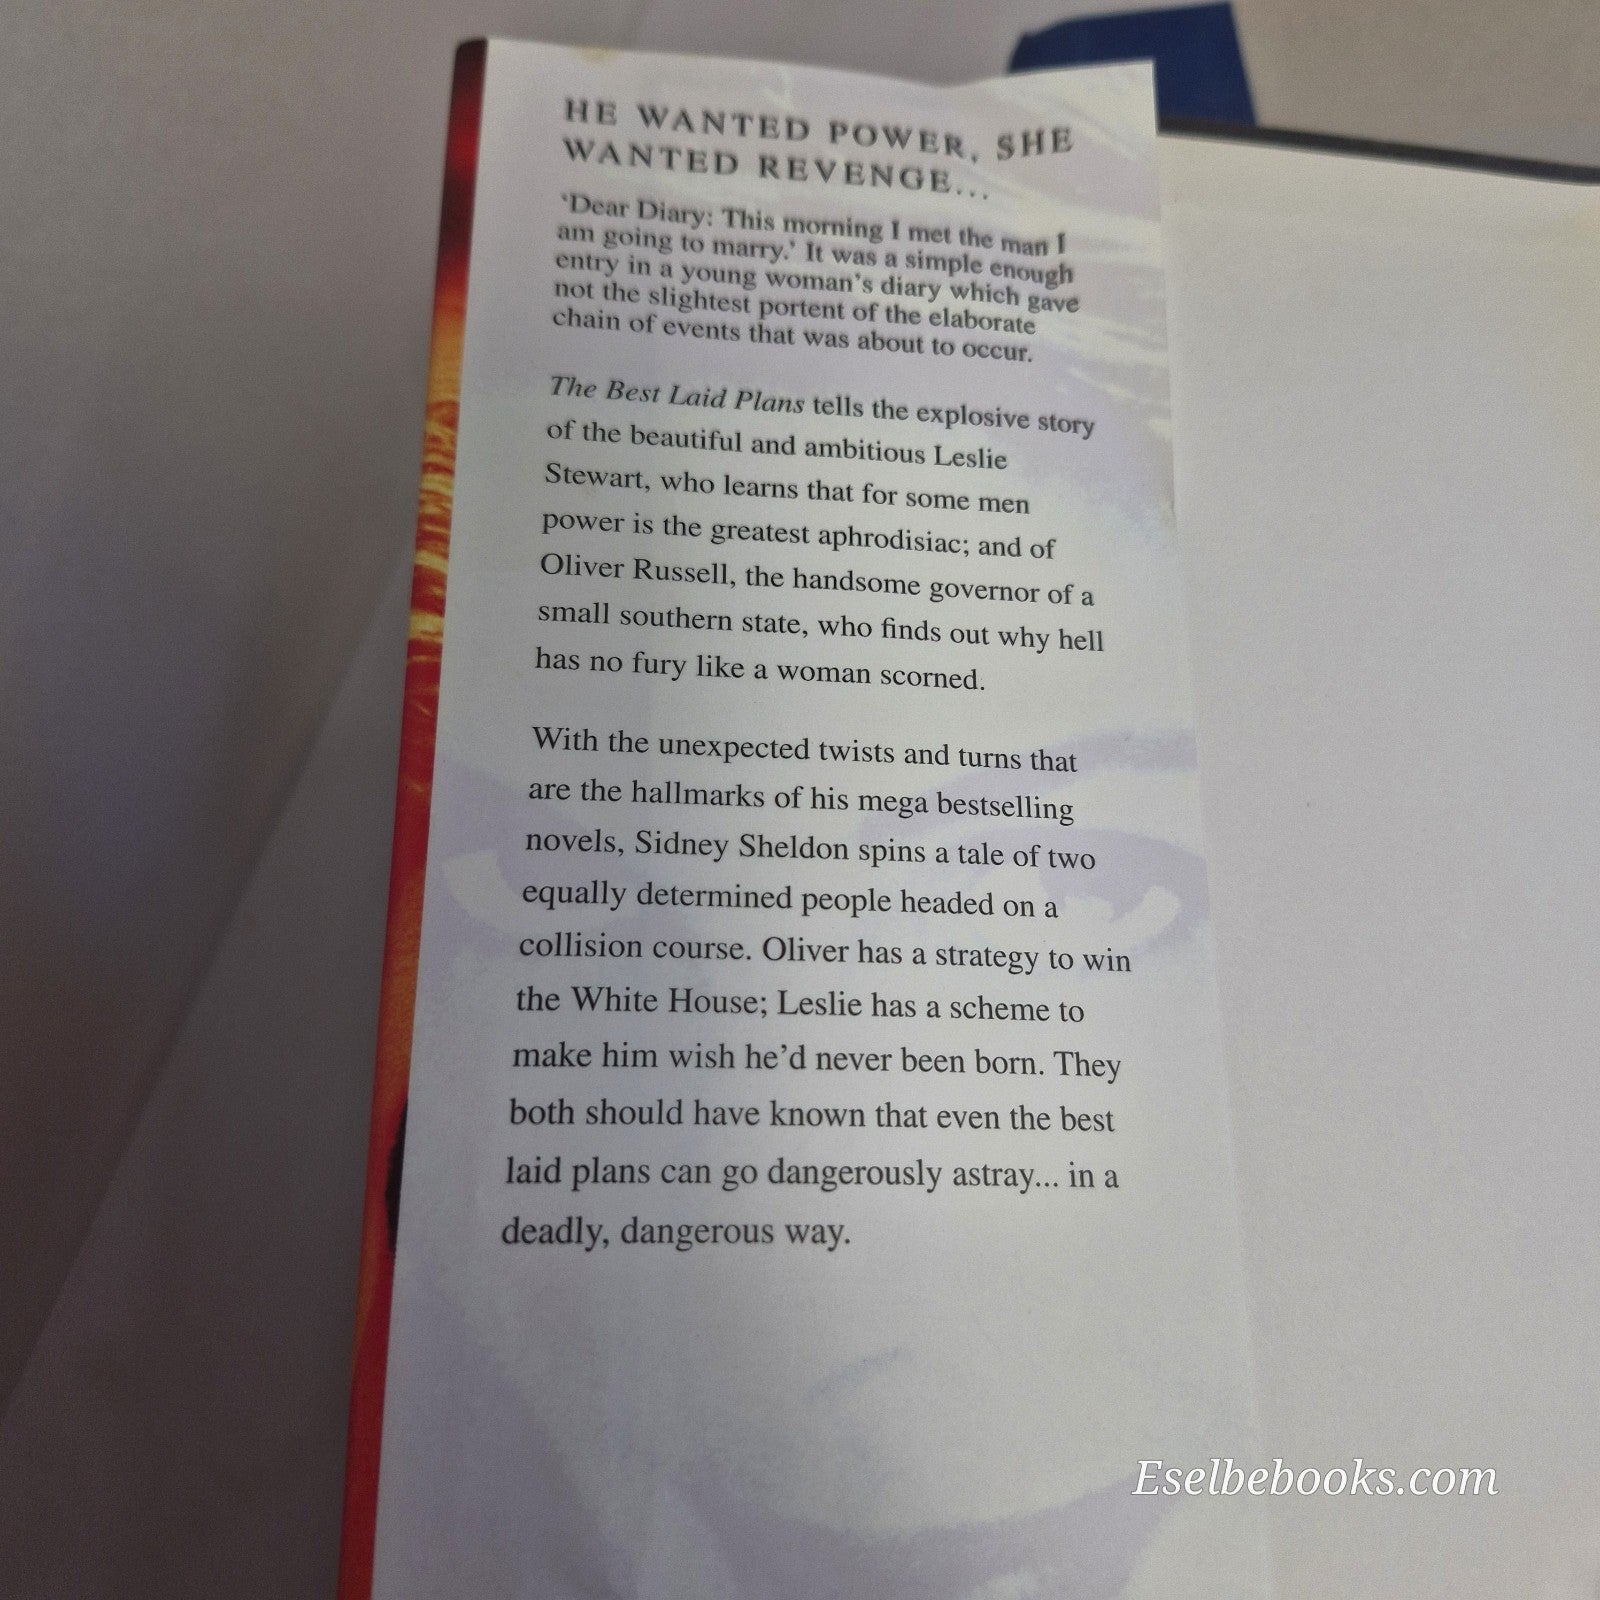 HE WANTED POWER, SHE
WANTED REVENGE...
‘Dear Diary: This morning I met the man I
am going to marry.’ It was a simple enough
entry in a young woman’s diary which gave
not the slightest portent of the elaborate
chain of events that was about to occur.
The Best Laid Plans tells the explosive story
of the beautiful and ambitious Leslie
Stewart, who learns that for some men
power is the greatest aphrodisiac; and of
Oliver Russell, the handsome governor of a
small southern state, who finds out why hell
has no fury like a woman scorned.
With the unexpected twists and turns that
are the hallmarks of his mega bestselling
novels, Sidney Sheldon spins a tale of two
equally determined people headed on a
collision course. Oliver has a strategy to win
the White House; Leslie has a scheme to
make him wish he’d never been born. They
both should have known that even the best
laid plans can go dangerously astray... in a
deadly, dangerous way.
Eselbebooks.com